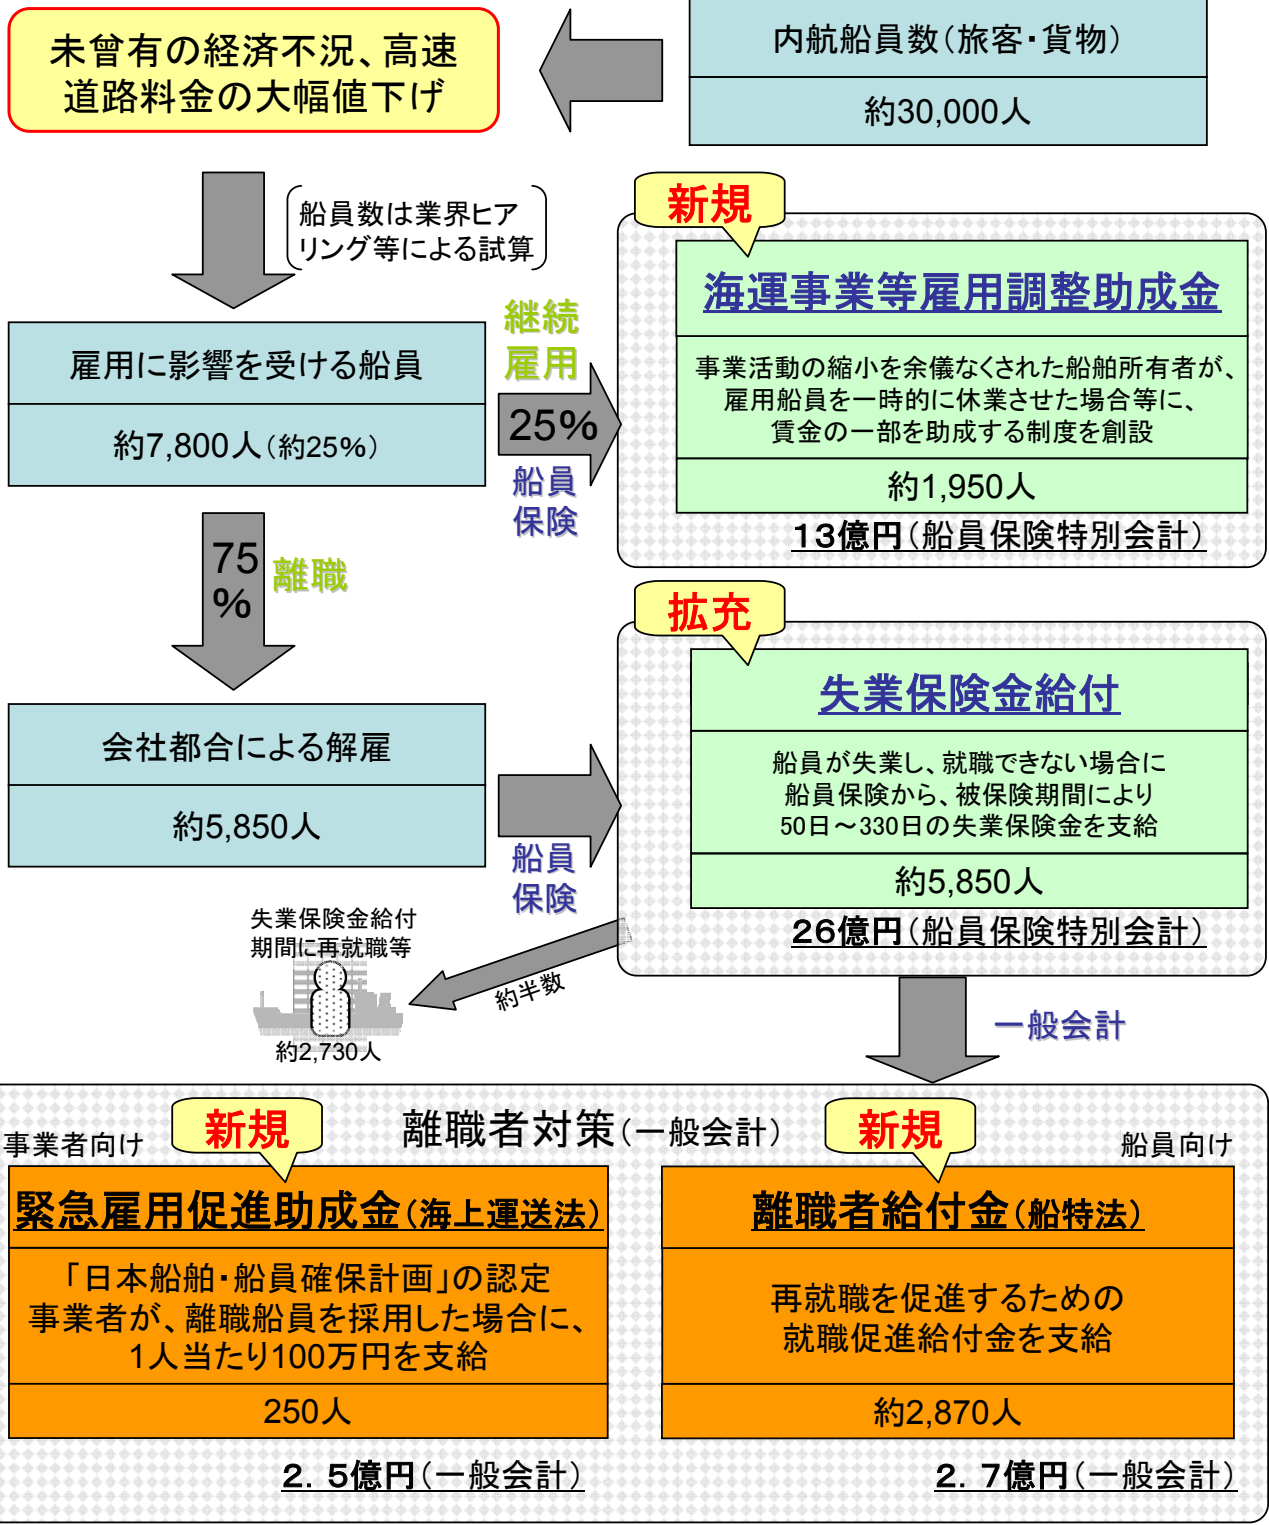 内航船員数（旅客・貨物）
約30,000人
未曾有の経済不況、高速
道路料金の大幅値下げ
船員数は業界ヒア
リング等による試算
雇用に影響を受ける船員
約7,800人（約25%）
継続
雇用
25%
船員
保険
新規
海運事業等雇用調整助成金
事業活動の縮小を余儀なくされた船舶所有者が、
雇用船員を一時的に休業させた場合等に、
賃金の一部を助成する制度を創設
約1,950人
13億円（船員保険特別会計）
75
%
離職
会社都合による解雇
約5,850人
船員
保険
拡充
失業保険金給付
船員が失業し、就職できない場合に
船員保険から、被保険期間により
50日～330日の失業保険金を支給
約5,850人
26億円（船員保険特別会計）
約半数
失業保険金給付
期間に再就職等
約2,730人
一般会計
離職者対策（一般会計）
事業者向け
新規
緊急雇用促進助成金（海上運送法）
「日本船舶・船員確保計画」の認定
事業者が、離職船員を採用した場合に、
1人当たり100万円を支給
250人
2．5億円（一般会計）
新規
船員向け
離職者給付金（船特法）
再就職を促進するための
就職促進給付金を支給
約2,870人
2．7億円（一般会計）